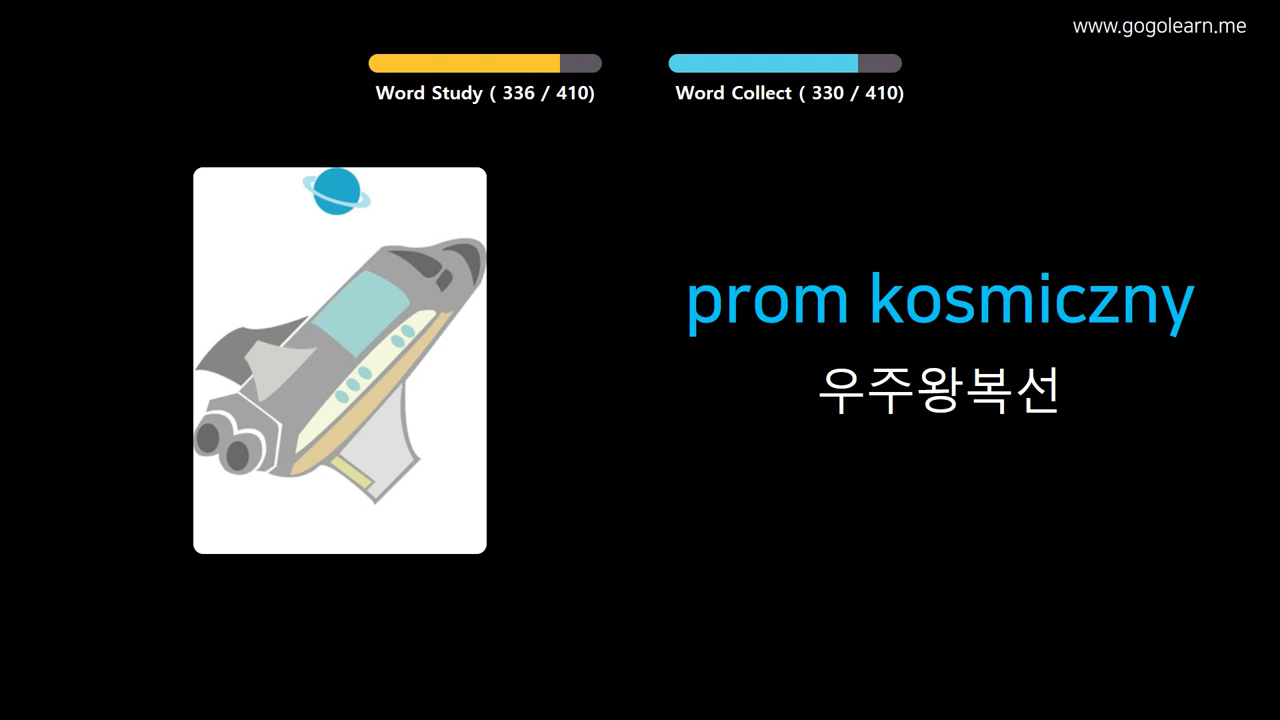 www.gogolearn.me
Word Study ( 336 / 410)
Word Collect ( 330 / 410)
prom kosmiczny
우주왕복선